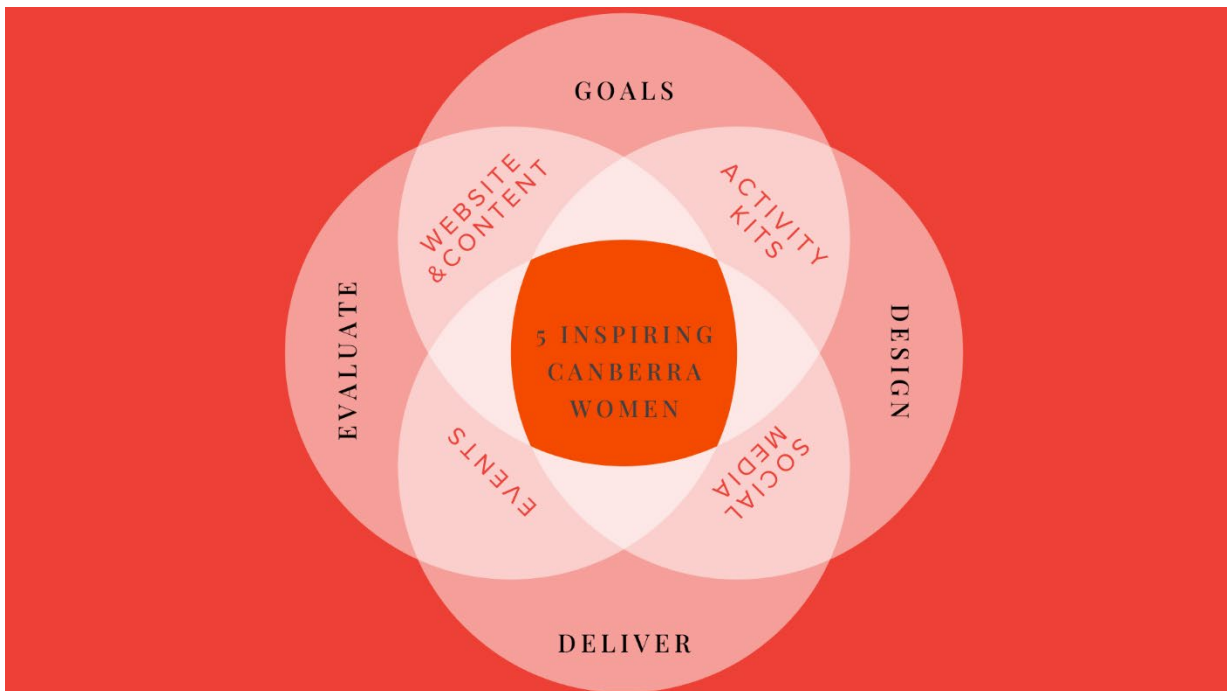 GOALS
WEBSITE
&CONTENT
ACTIVITY
KITS
EVALUATE
5 INSPIRING
CANBERRA
WOMEN
DESIGN
EVENTS
SOCIAL
MEDIA
DELIVER